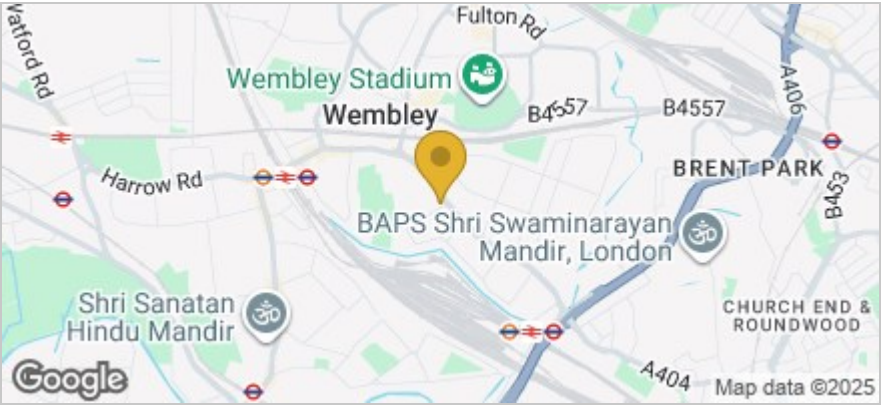 Watford Rd
Fulton Rd
Wembley Stadium
Wembley
B4557
B4557
A406
BRENT PARK
Harrow Rd
B453
BAPS Shri Swaminarayan
Mandir, London
Shri Sanatan
Hindu Mandir
CHURCH END &
ROUNDWOOD
A404
Google
Map data ©2025